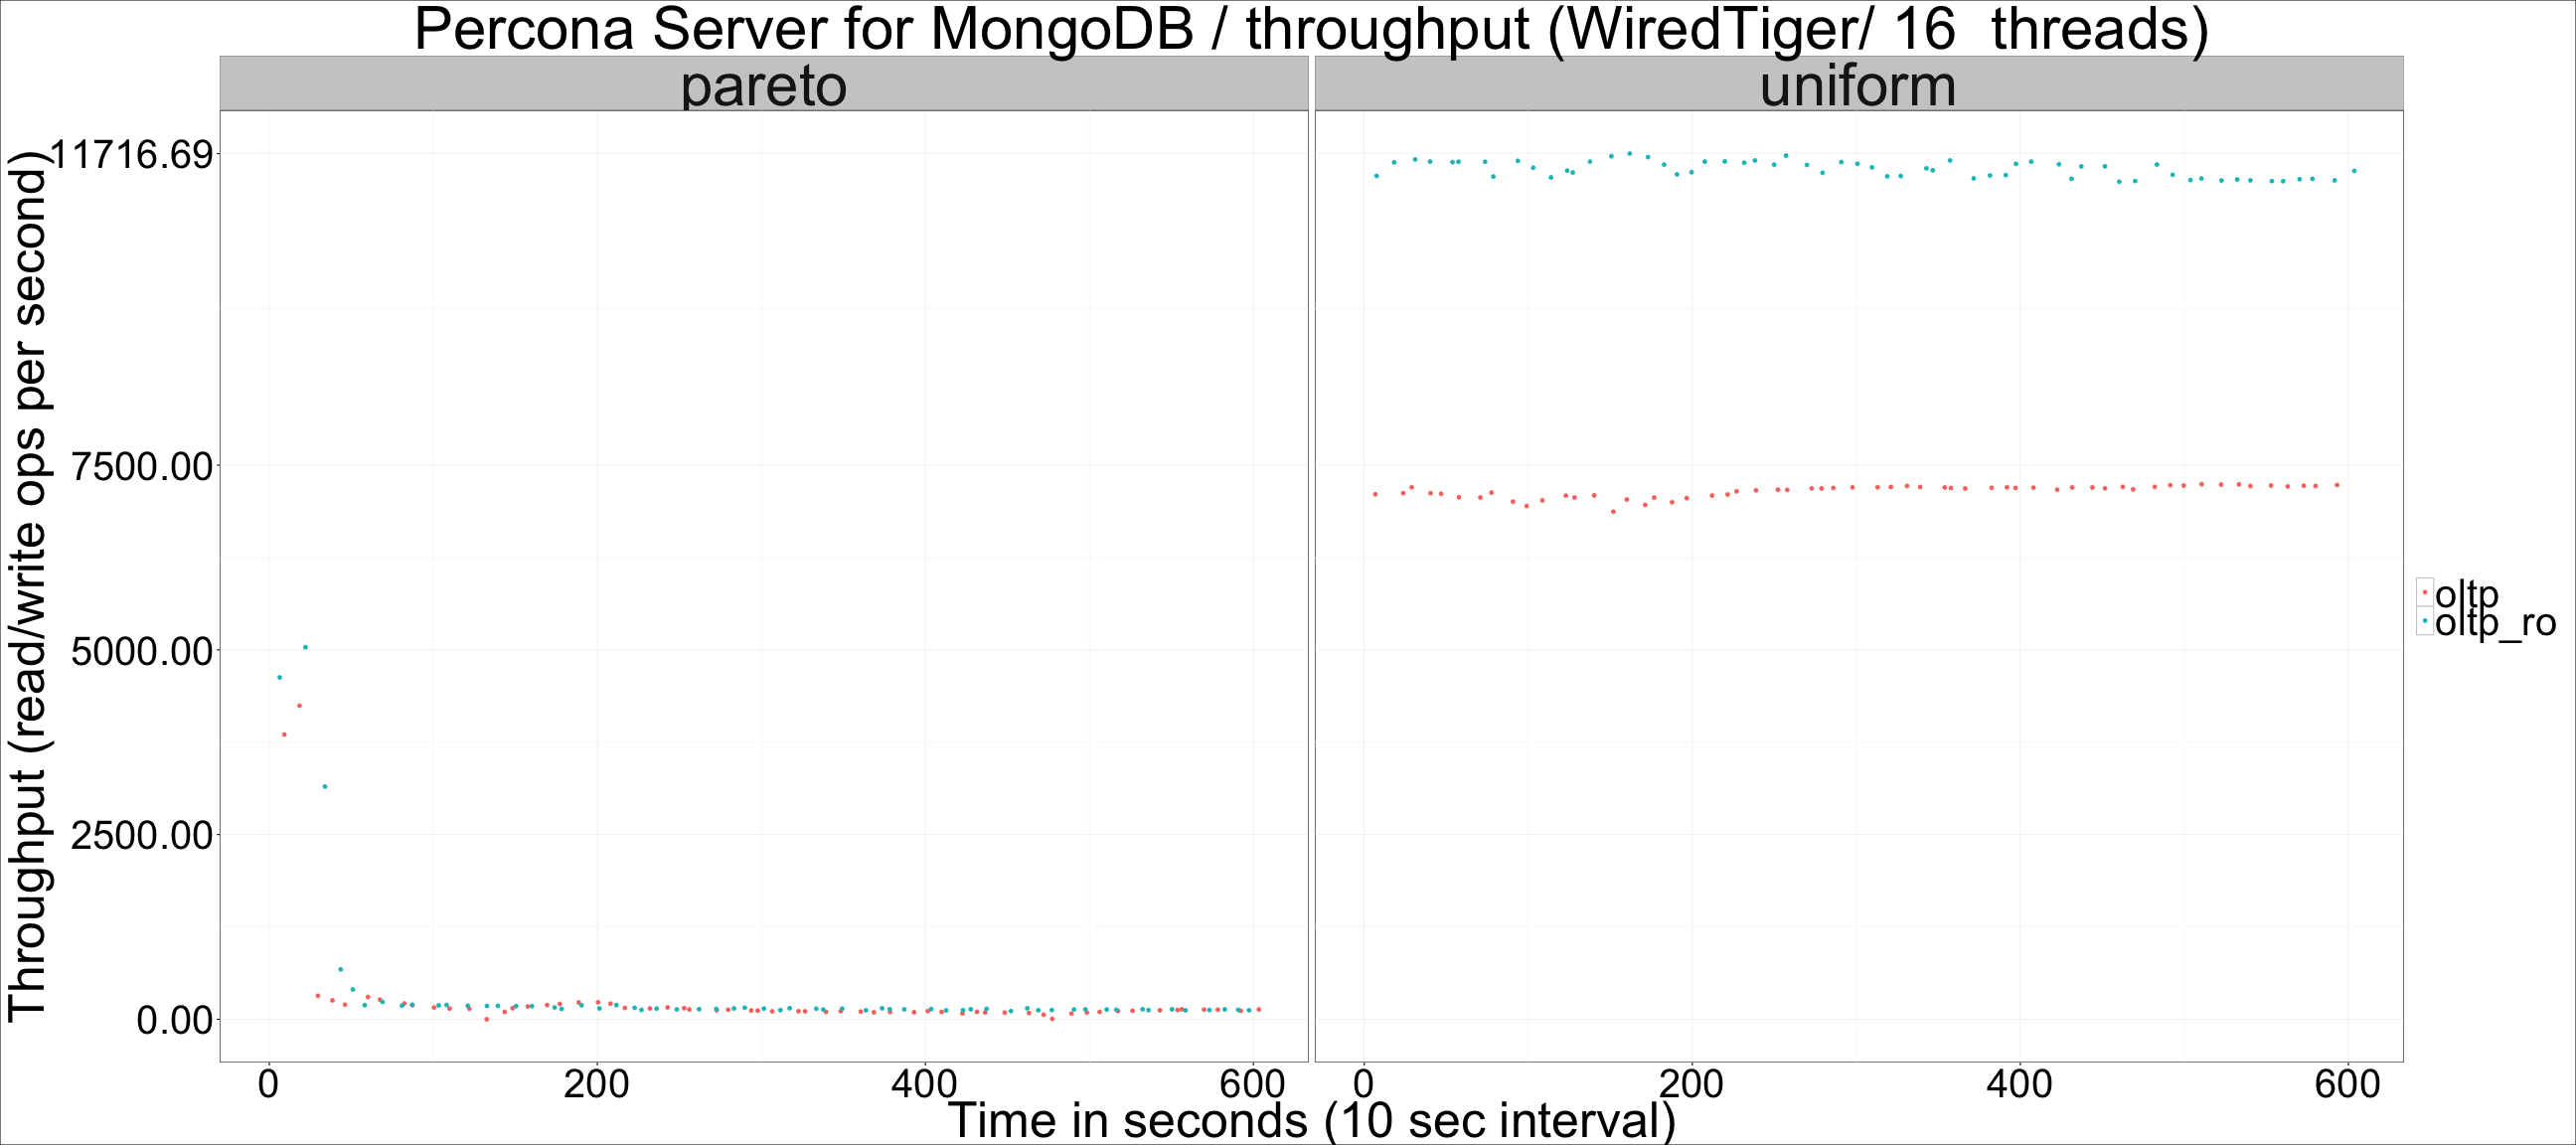 Percona Server for MongoDB / throughput (WiredTiger/ 16  threads)
pareto
uniform
Throughput (read/write ops per second)
11716.69
7500.00
5000.00
2500.00
0.00
0
200
400
600
0
200
400
600
Time in seconds (10 sec interval)
oltp
oltp_ro